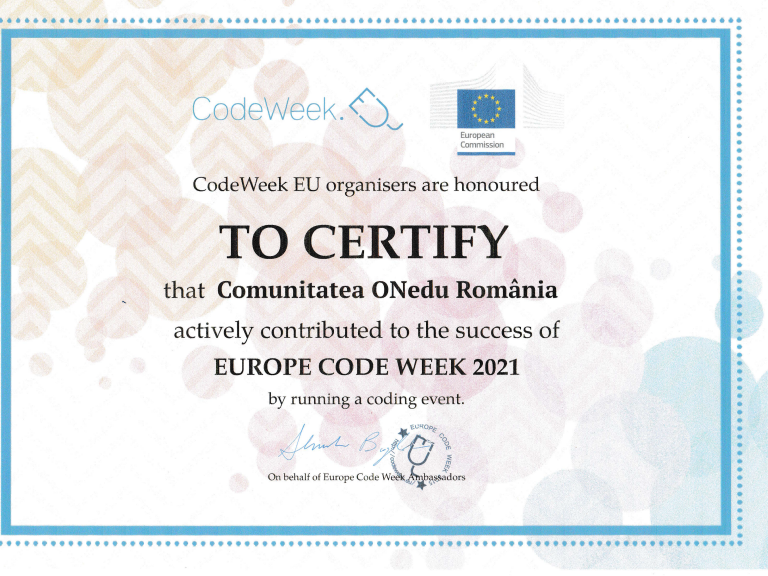 CodeWeek.EU
European
Commission
CodeWeek EU organisers are honoured
TO CERTIFY
that Comunitatea ONedu România
actively contributed to the success of
EUROPE CODE WEEK 2021
by running a coding event.
EUROPE CODE WEEK
On behalf of Europe Code Week Ambassadors